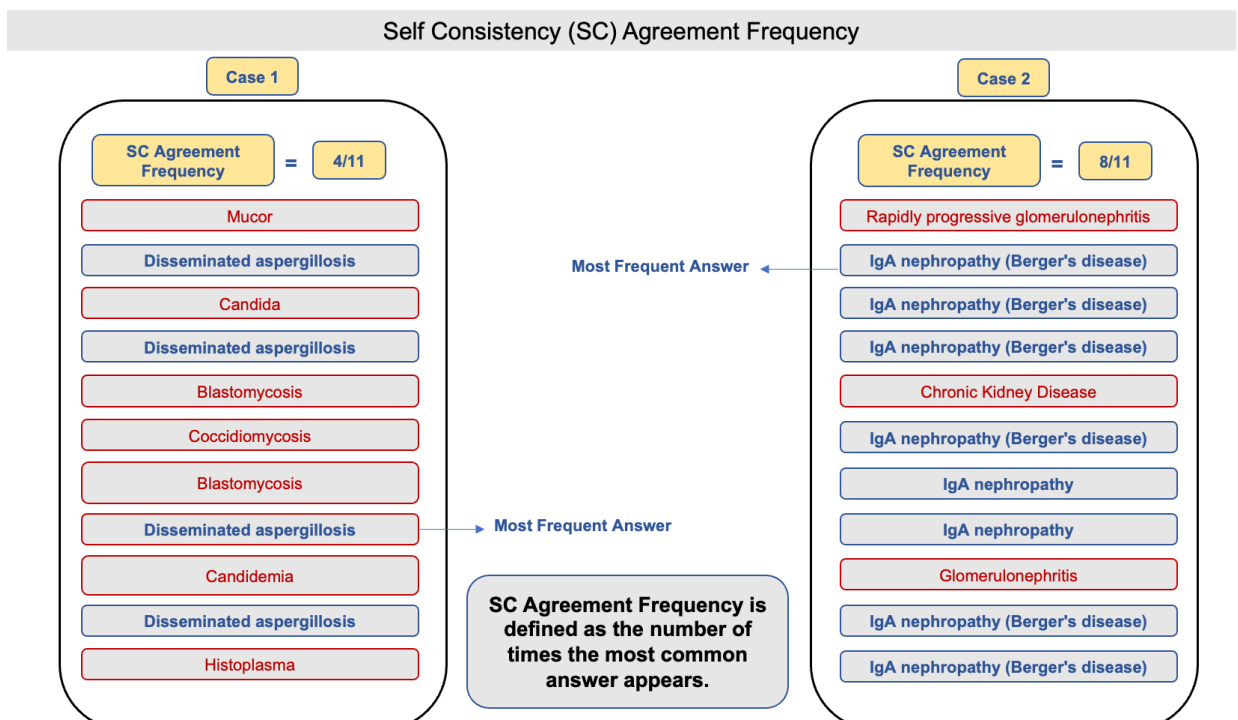 Self Consistency (SC) Agreement Frequency
Case 1
SC Agreement
Frequency
=
4/11
Mucor
Disseminated aspergillosis
Candida
Disseminated aspergillosis
Blastomycosis
Coccidiomycosis
Blastomycosis
Disseminated aspergillosis
Most Frequent Answer
Candidemia
Disseminated aspergillosis
Histoplasma
SC Agreement Frequency is
defined as the number of
times the most common
answer appears.
Case 2
SC Agreement
Frequency
=
8/11
Rapidly progressive glomerulonephritis
Most Frequent Answer
IgA nephropathy (Berger's disease)
IgA nephropathy (Berger's disease)
IgA nephropathy (Berger's disease)
Chronic Kidney Disease
IgA nephropathy (Berger's disease)
IgA nephropathy
IgA nephropathy
Glomerulonephritis
IgA nephropathy (Berger's disease)
IgA nephropathy (Berger's disease)